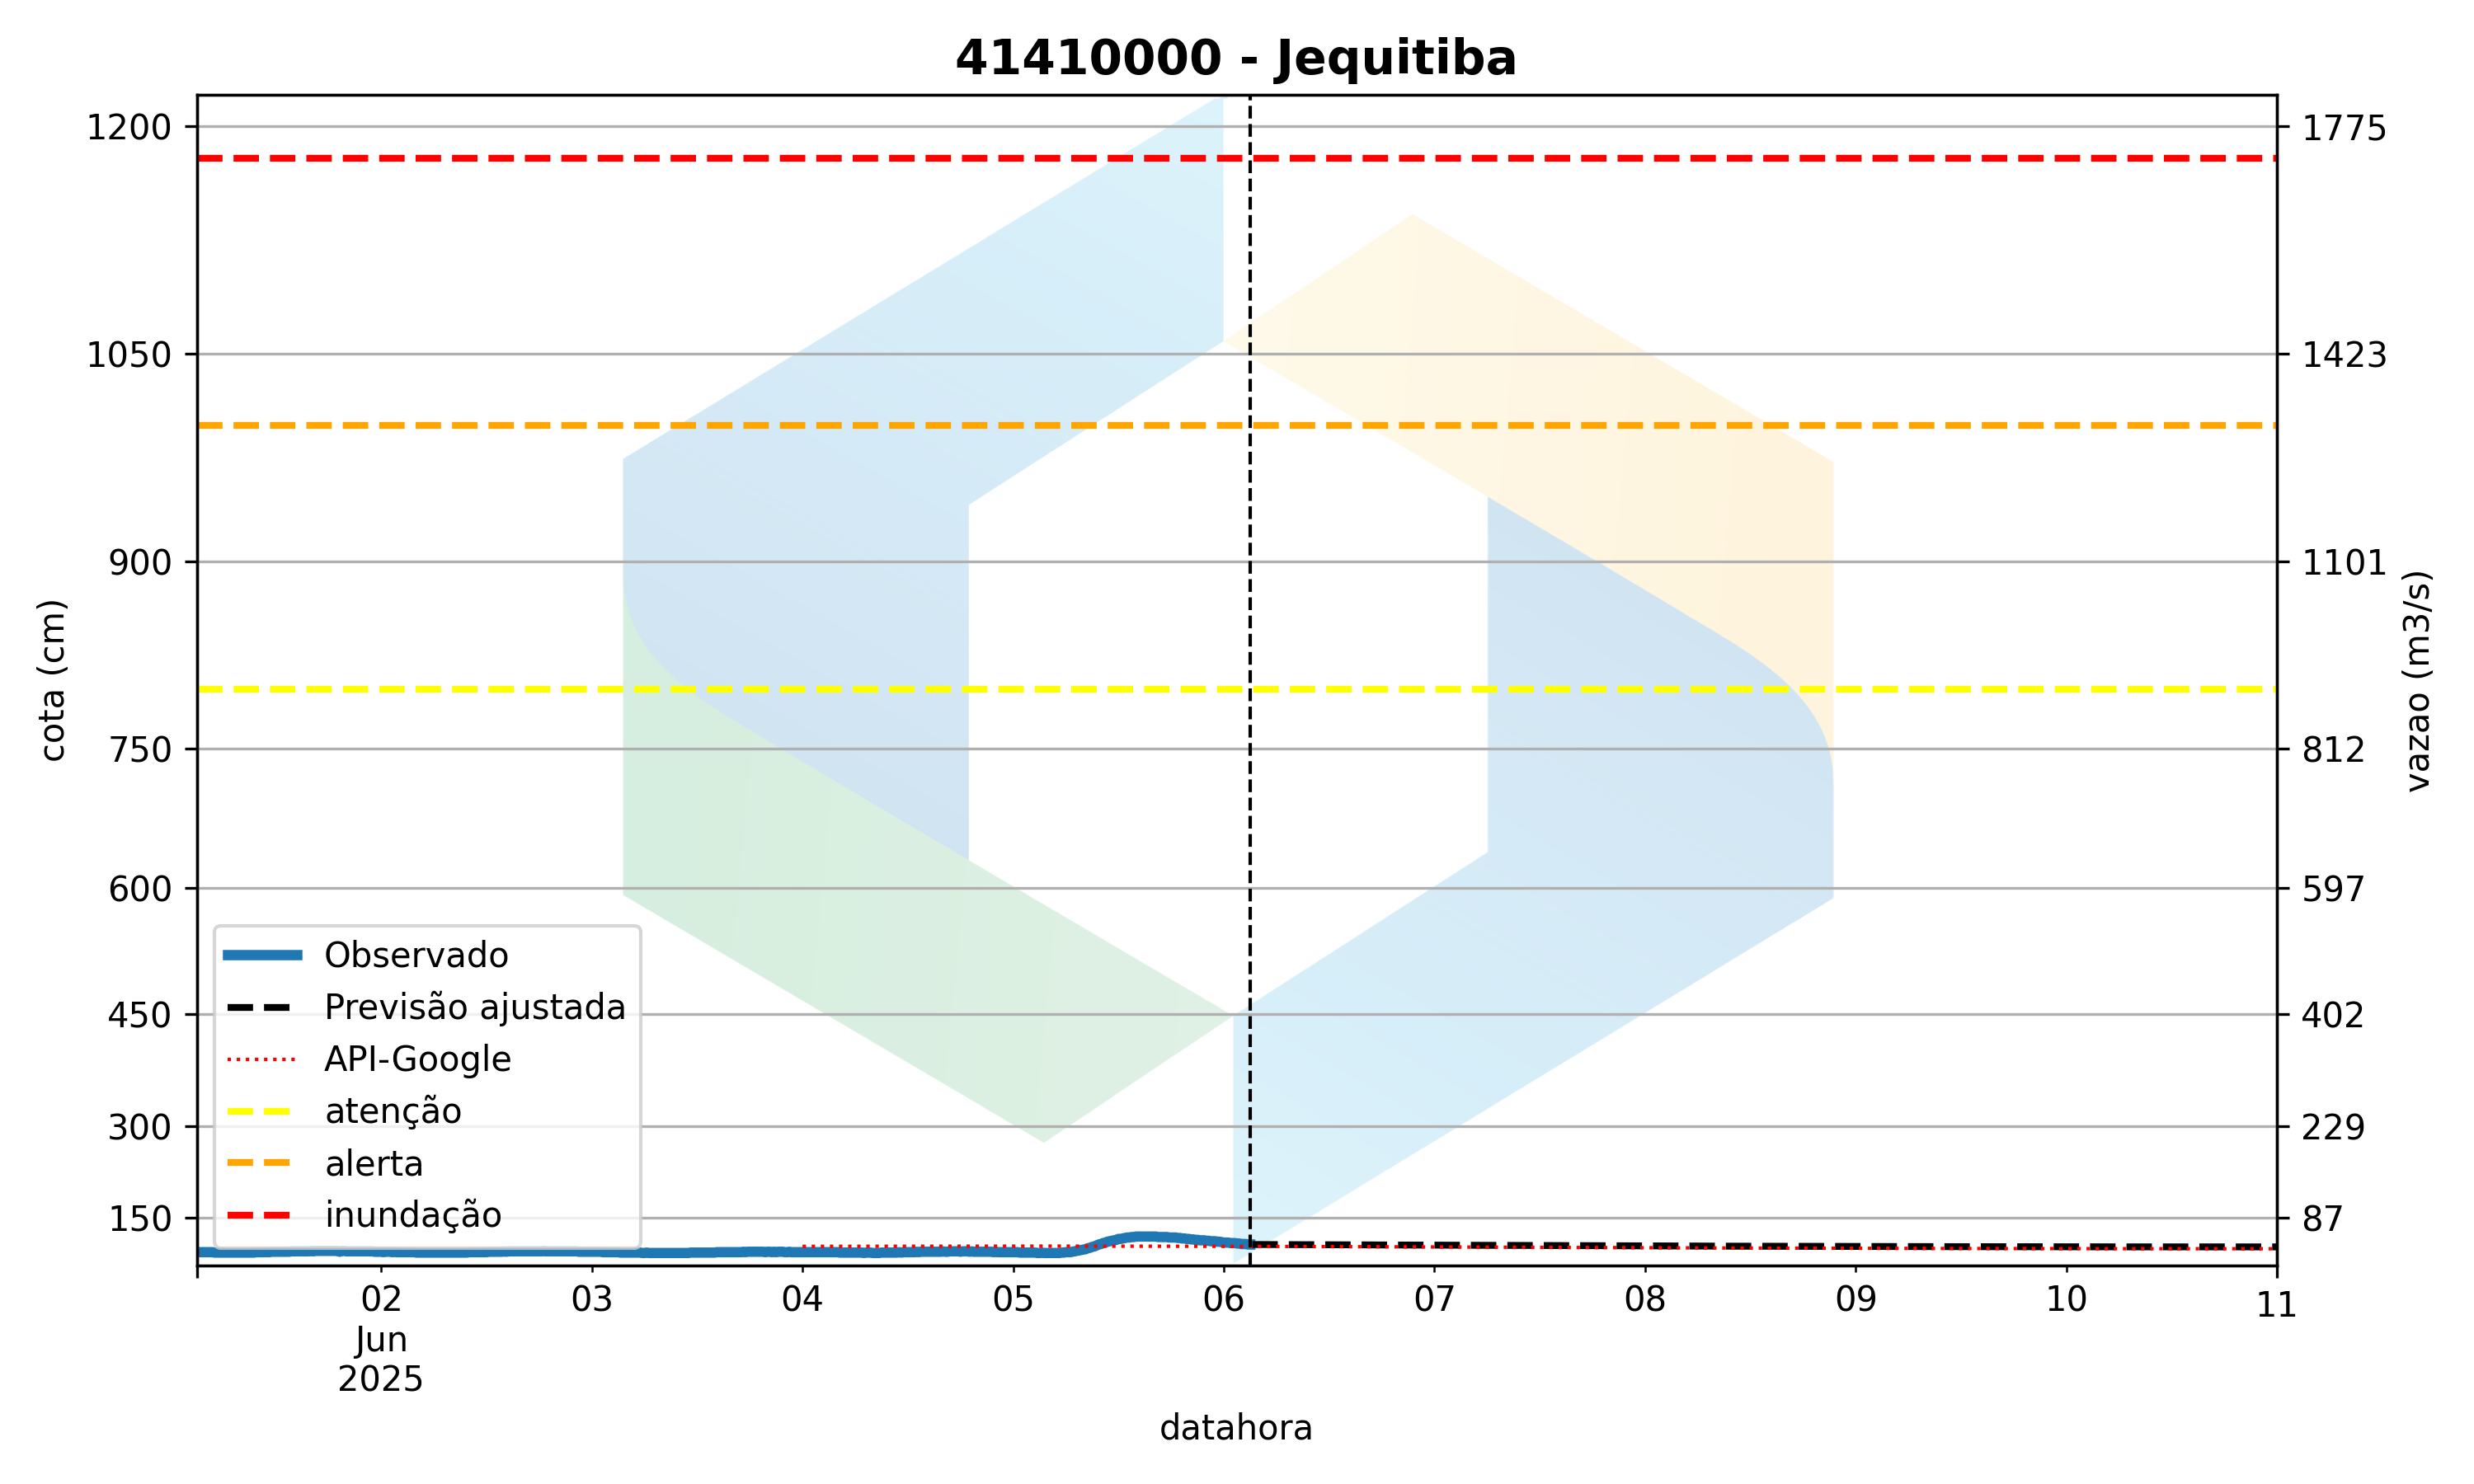 41410000 - Jequitiba
1200
1050
900
750
600
450
300
150
cota (cm)
1775
1423
1101
812
597
402
229
87
vazao (m3/s)
Observado
Previsão ajustada
API-Google
atenção
alerta
inundação
02 03 04 05 06 07 08 09 10 11
Jun
2025
datahora